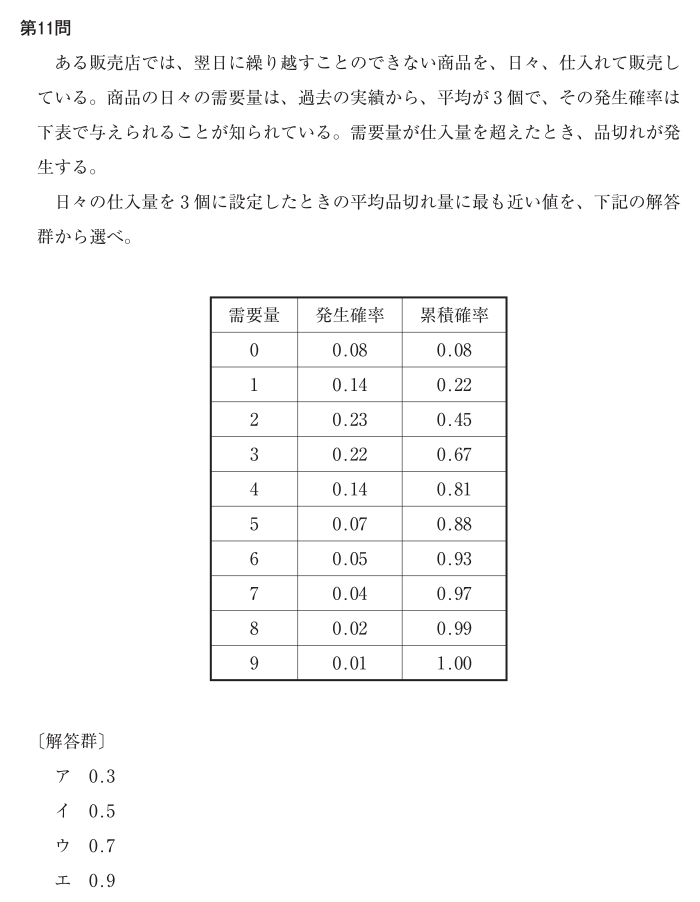 第11問
ある販売店では、翌日に繰り越すことのできない商品を、日々、仕入れて販売し
ている。商品の日々の需要量は、過去の実績から、平均が3個で、その発生確率は
下表で与えられることが知られている。需要量が仕入量を超えたとき、品切れが発
生する。
日々の仕入量を3個に設定したときの平均品切れ量に最も近い値を、下記の解答
群から選べ。
需要量 発生確率 累積確率
0 0.08 0.08
1 0.14 0.22
2 0.23 0.45
3 0.22 0.67
4 0.14 0.81
5 0.07 0.88
6 0.05 0.93
7 0.04 0.97
8 0.02 0.99
9 0.01 1.00
〔解答群〕
ア 0.3
イ 0.5
ウ 0.7
エ 0.9